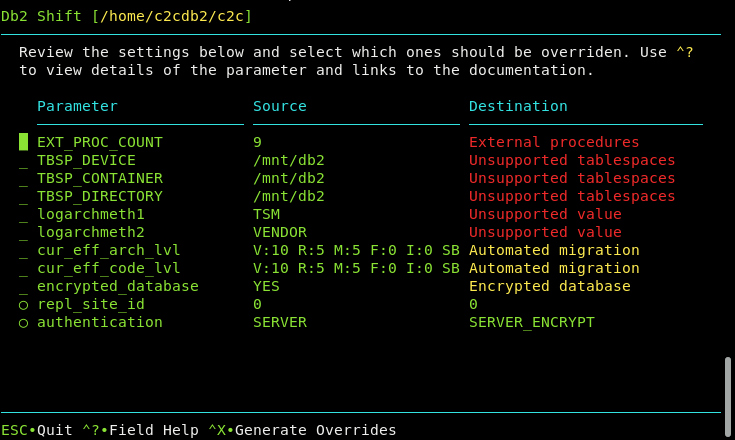 Db2 Shift [/home/c2cdb2/c2c]
Review the settings below and select which ones should be overriden. Use ^?
to view details of the parameter and links to the documentation.
Parameter Source Destination
EXT_PROC_COUNT 9 External procedures
_ TBSP_DEVICE /mnt/db2 Unsupported tablespaces
_ TBSP_CONTAINER /mnt/db2 Unsupported tablespaces
_ TBSP_DIRECTORY /mnt/db2 Unsupported tablespaces
_ logarchmeth1 TSM Unsupported value
_ logarchmeth2 VENDOR Unsupported value
_ cur_eff_arch_lvl V:10 R:5 M:5 F:0 I:0 SB Automated migration
_ cur_eff_code_lvl V:10 R:5 M:5 F:0 I:0 SB Automated migration
_ encrypted_database YES Encrypted database
○ repl_site_id 0 0
○ authentication SERVER SERVER_ENCRYPT
ESC•Quit ^?•Field Help ^X•Generate Overrides